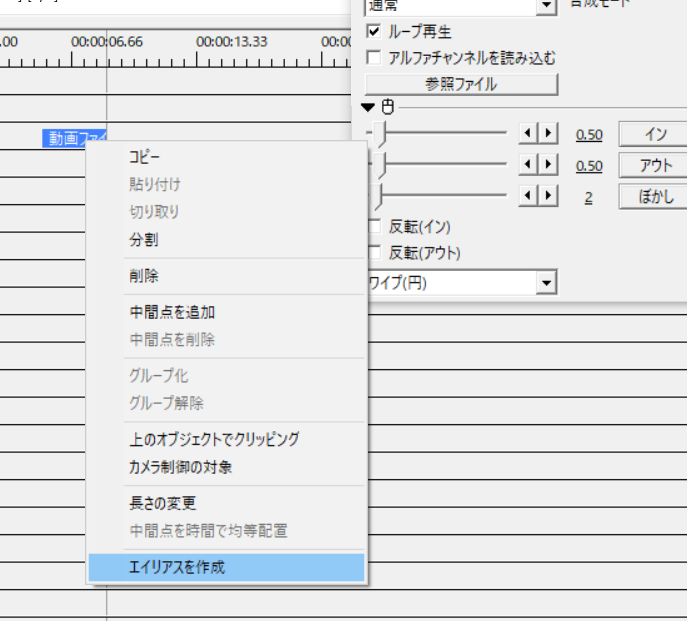 通常
合成モード
.00 00:00:06.66 00:00:13.33 00:00
ループ再生
アルファチャンネルを読み込む
参照ファイル
動画ファイ
0.50 イン
0.50 アウト
2 ぼかし
反転(イン)
反転(アウト)
ワイプ(円)
コピー
貼り付け
切り取り
分割
削除
中間点を追加
中間点を削除
グループ化
グループ解除
上のオブジェクトでクリッピング
カメラ制御の対象
長さの変更
中間点を時間で均等配置
エイリアスを作成